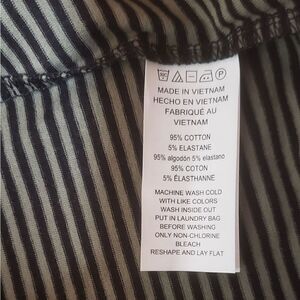 MADE IN VIETNAM
HECHO EN VIETNAM
FABRIQUÉ AU
VIETNAM
95% COTTON
5% ELASTANE
95% algodón 5% elastano
95% COTON
5% ÉLASTHANNE
MACHINE WASH COLD
WITH LIKE COLORS
WASH INSIDE OUT
PUT IN LAUNDRY BAG
BEFORE WASHING
ONLY NON-CHLORINE
BLEACH
RESHAPE AND LAY FLAT